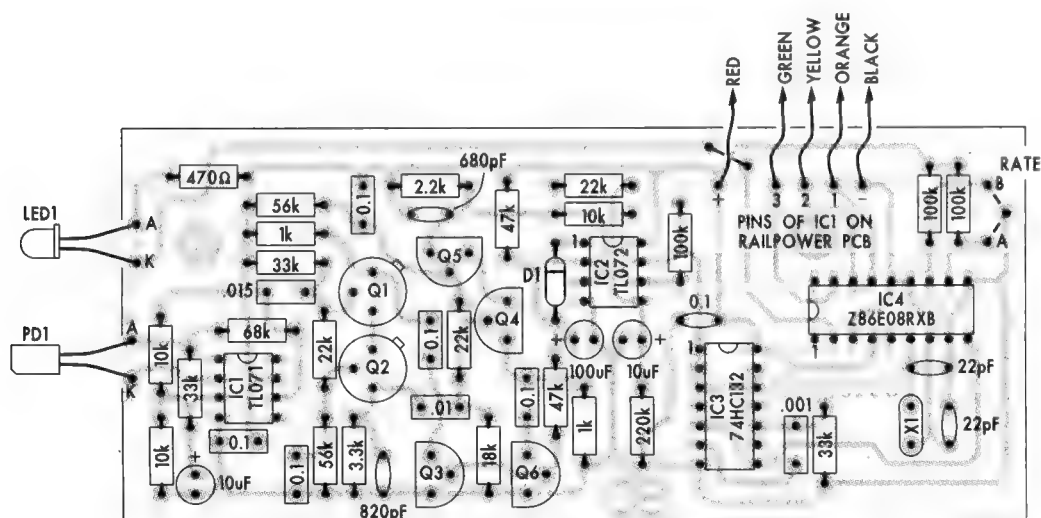 RED
GREEN
YELLOW
ORANGE
BLACK
680pF
470Ω
2.2k
22k
RATE
0.1
56k
47k
10k
100k
100k
B
LED1
A
+
3
2
1
−
1k
PINS OF IC1 ON
RAILPOWER PCB
100k
A
K
33k
Q5
1
IC2
TL072
D1
.015
Q1
0.1
IC4
Z86E08RXB
PD1
A
68k
22k
0.1
22k
Q4
1
1
10k
33k
IC1
TL071
Q2
+
100uF
10uF
+
IC3
74HC132
22pF
K
.01
0.1
47k
1k
220k
.001
33k
X1
22pF
10k
+
10uF
0.1
0.1
56k
3.3k
820pF
Q3
18k
Q6